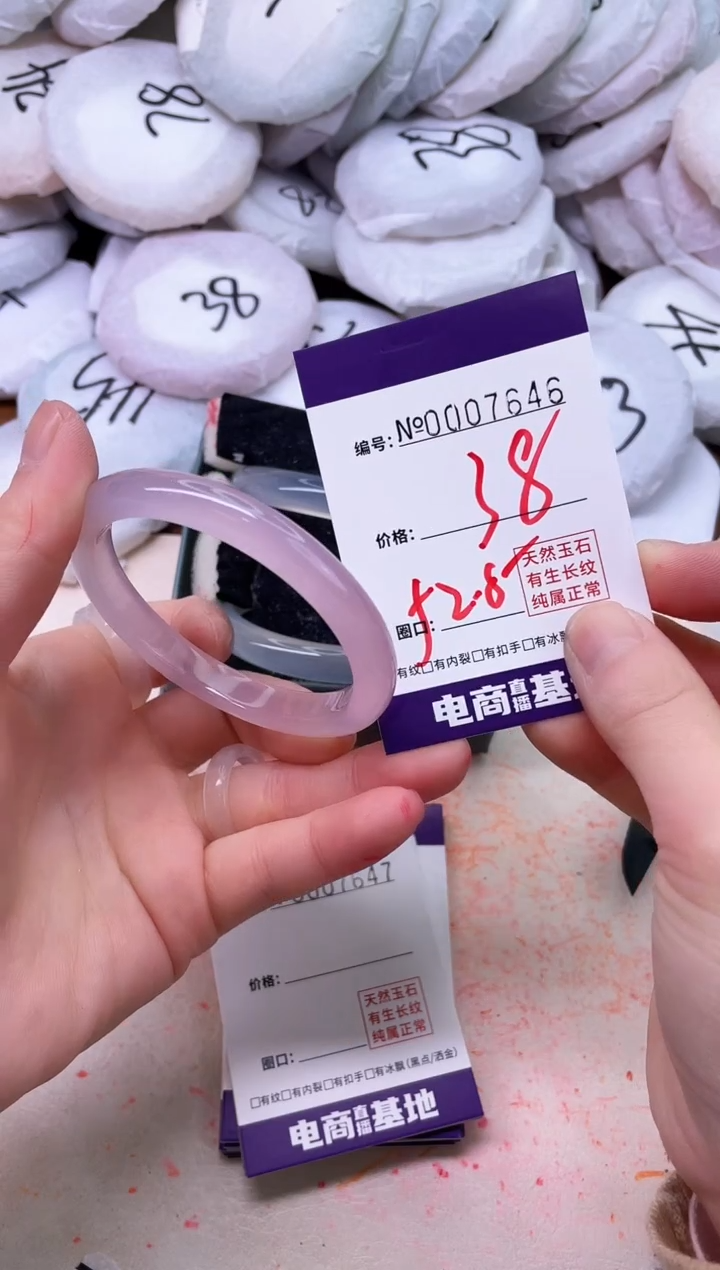 38
38
38
编号: №0007646
价格: 38
天然玉石
有生长纹
纯属正常
圈口:
有纹□有内裂□有扣手□有冰
电商直播基
0007647
价格:
天然玉石
有生长纹
纯属正常
圈口:
□有纹□有内裂□有扣手□有冰飘(黑点/洒金)
电商直播基地